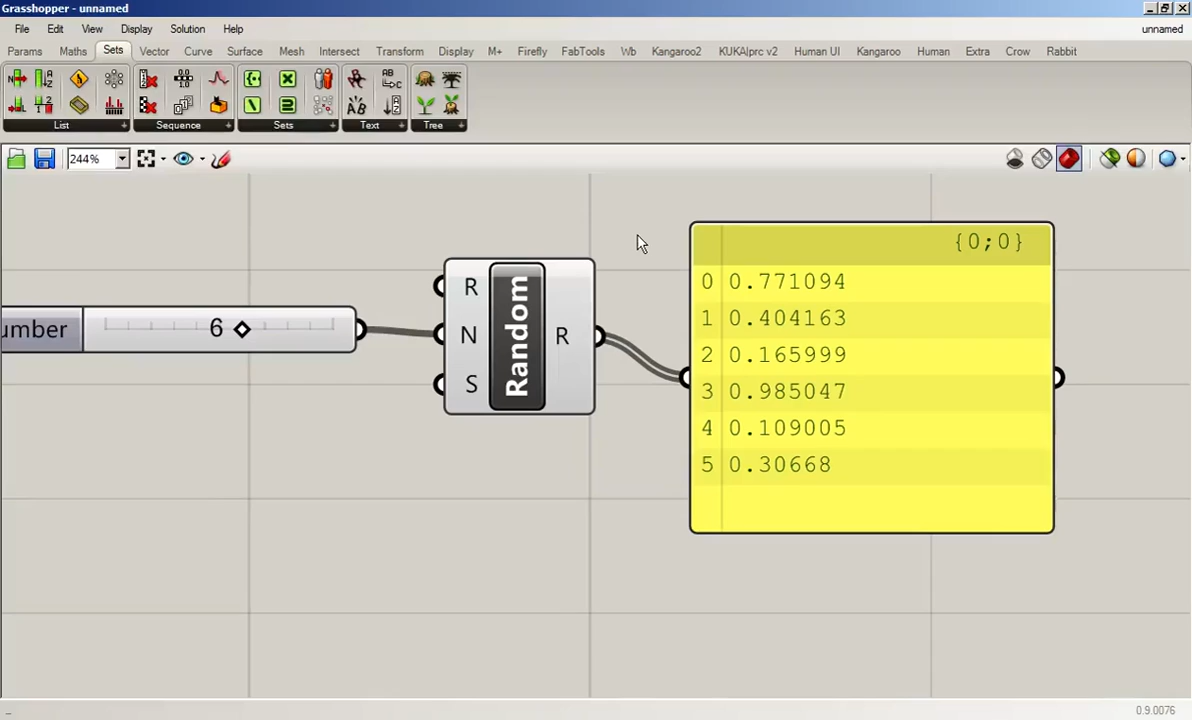 Grasshopper - unnamed
File Edit View Display Solution Help unnamed
Params Maths Sets Vector Curve Surface Mesh Intersect Transform Display M+ Firefly FabTools Wb Kangaroo2 KUKA|prc v2 Human UI Kangaroo Human Extra Crow Rabbit
List Sequence Sets Text Tree
244%
{0;0}
0 0.771094
1 0.404163
2 0.165999
3 0.985047
4 0.109005
5 0.30668
umber 6
R
N
S
Random
R
0.9.0076